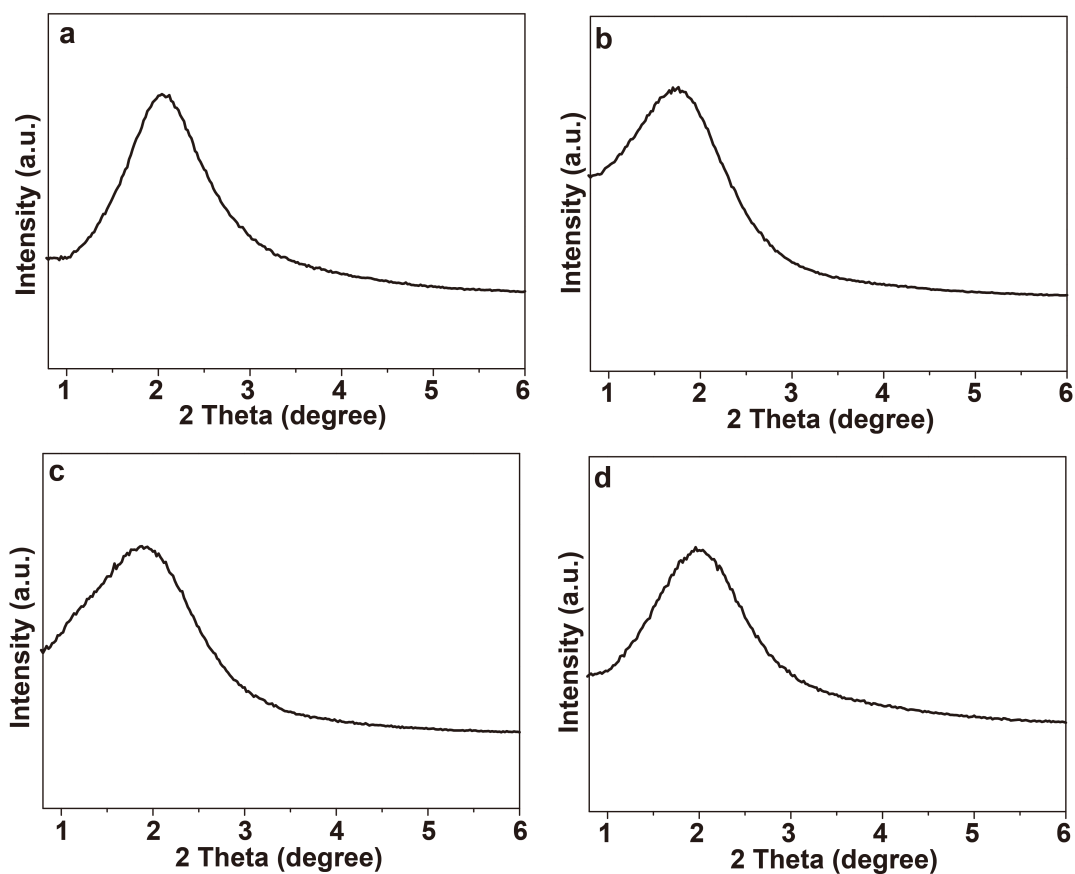 a
Intensity (a.u.)
1 2 3 4 5 6
2 Theta (degree)
b
Intensity (a.u.)
1 2 3 4 5 6
2 Theta (degree)
c
Intensity (a.u.)
1 2 3 4 5 6
2 Theta (degree)
d
Intensity (a.u.)
1 2 3 4 5 6
2 Theta (degree)